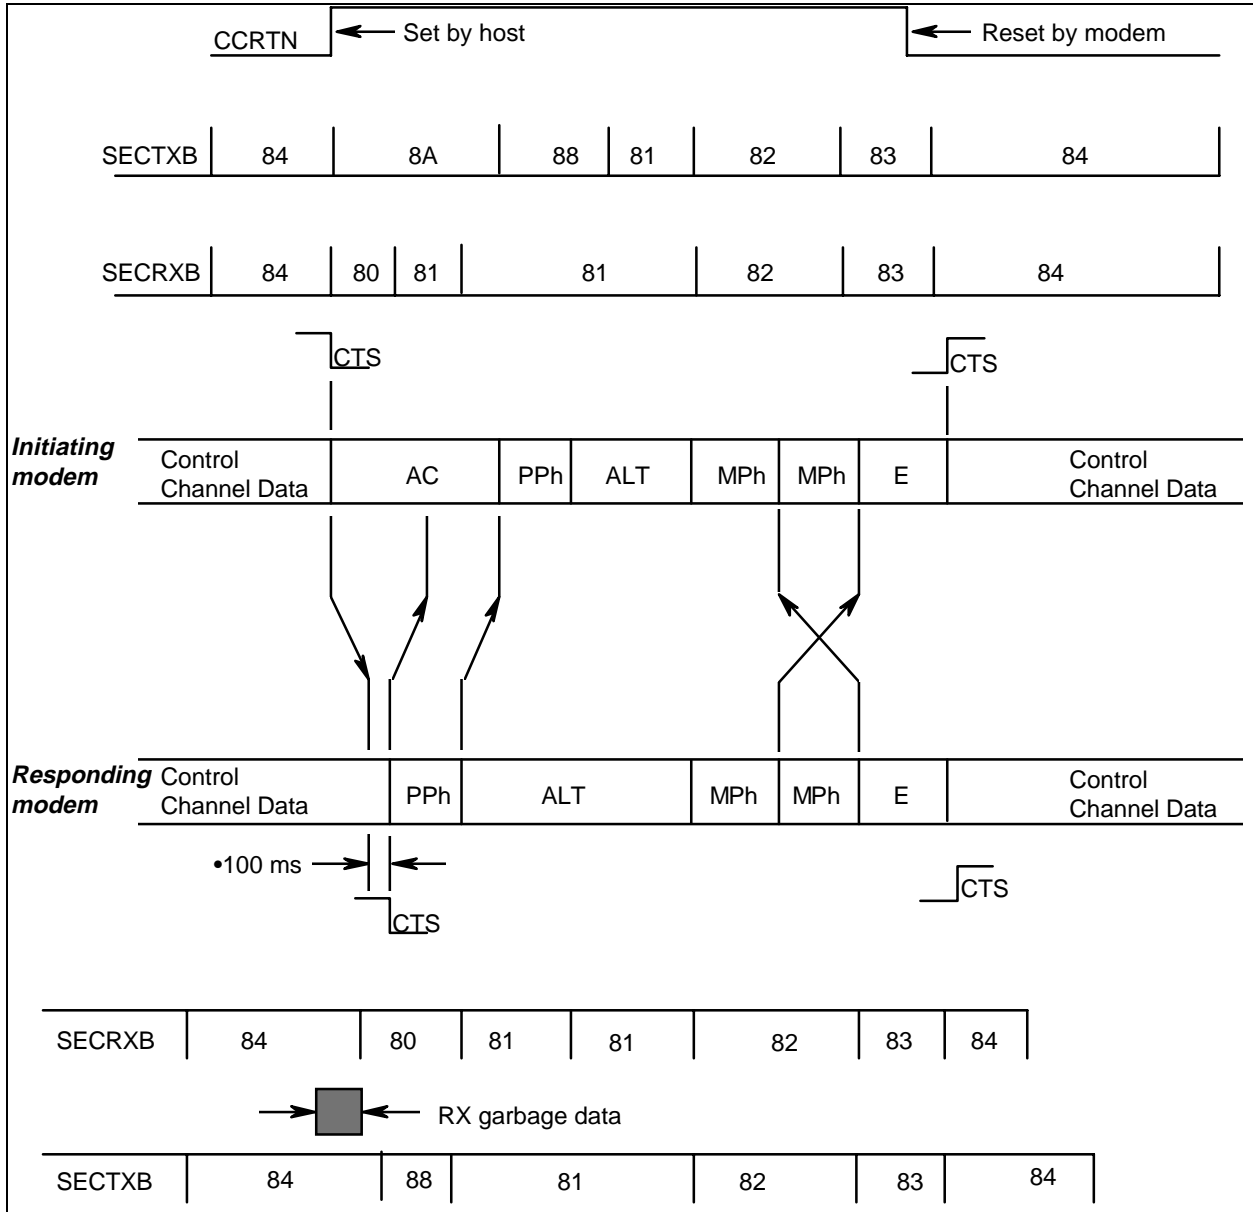 CCRTN Set by host Reset by modem
SECTXB 84 8A 88 81 82 83 84
SECRXB 84 80 81 81 82 83 84
CTS CTS
Initiating modem
Control Channel Data AC PPh ALT MPh MPh E Control Channel Data
Responding modem
Control Channel Data PPh ALT MPh MPh E Control Channel Data
•100 ms
CTS CTS
SECRXB 84 80 81 81 82 83 84
RX garbage data
SECTXB 84 88 81 82 83 84